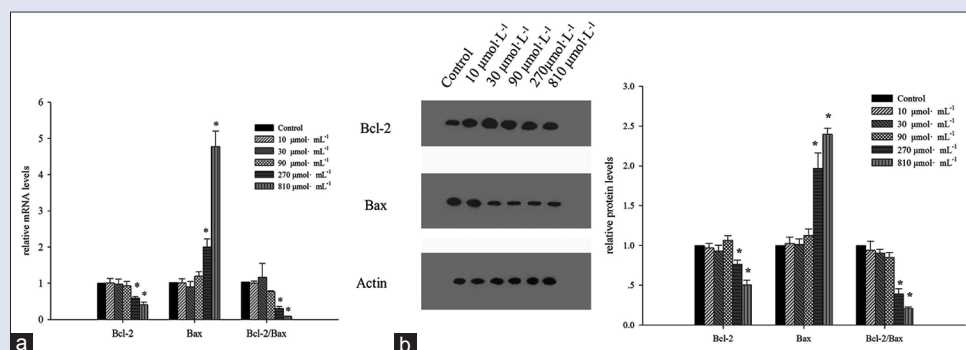 6
5
4
3
2
1
0
relative mRNA levels
Control
10 μmol· mL-1
30 μmol· mL-1
90 μmol· mL-1
270 μmol· mL-1
810 μmol· mL-1
*
*
*
*
*
*
Bcl-2
Bax
Bcl-2/Bax
a
Control
10 μmol·L-1
30 μmol·L-1
90 μmol·L-1
270μmol·L-1
810 μmol·L-1
Bcl-2
Bax
Actin
b
3.0
2.5
2.0
1.5
1.0
0.5
0.0
relative protein levels
Control
10 μmol· mL-1
30 μmol· mL-1
90 μmol· mL-1
270 μmol· mL-1
810 μmol· mL-1
*
*
*
*
*
*
Bcl-2
Bax
Bcl-2/Bax